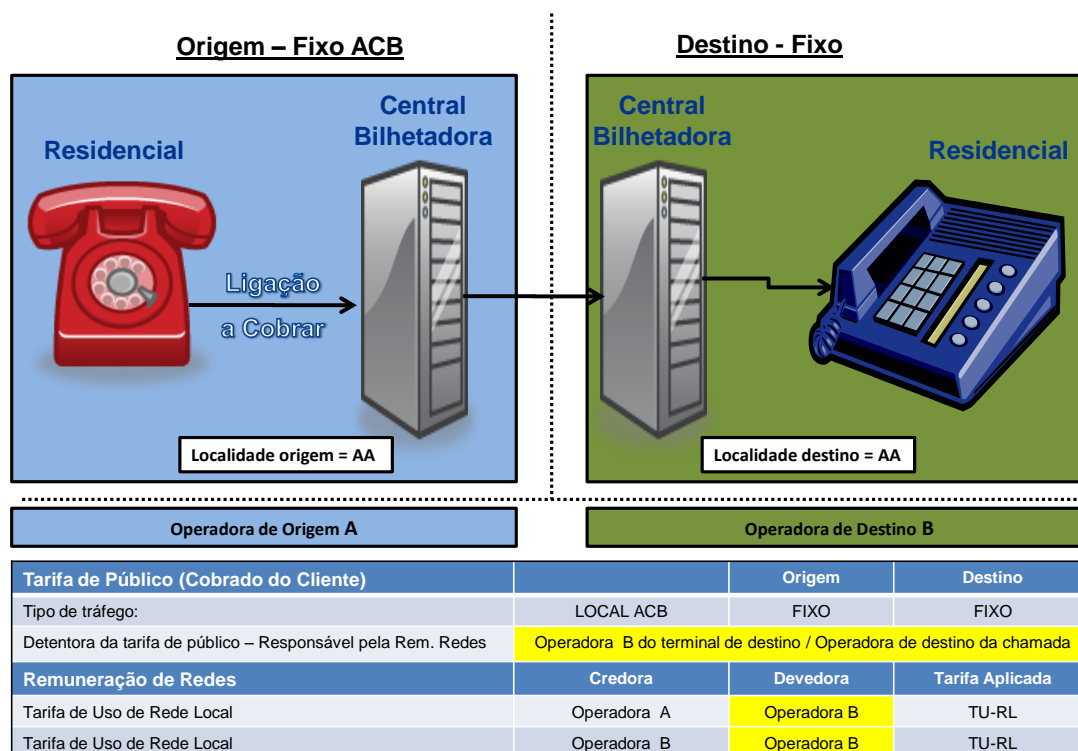 Origem – Fixo ACB
Destino - Fixo
Residencial
Central
Bilhetadora
Ligação
a Cobrar
Localidade origem = AA
Central
Bilhetadora
Residencial
Localidade destino = AA
Operadora de Origem A
Operadora de Destino B
Tarifa de Público (Cobrado do Cliente) Origem Destino
Tipo de tráfego: LOCAL ACB FIXO FIXO
Detentora da tarifa de público – Responsável pela Rem. Redes Operadora B do terminal de destino / Operadora de destino da chamada
Remuneração de Redes Credora Devedora Tarifa Aplicada
Tarifa de Uso de Rede Local Operadora A Operadora B TU-RL
Tarifa de Uso de Rede Local Operadora B Operadora B TU-RL